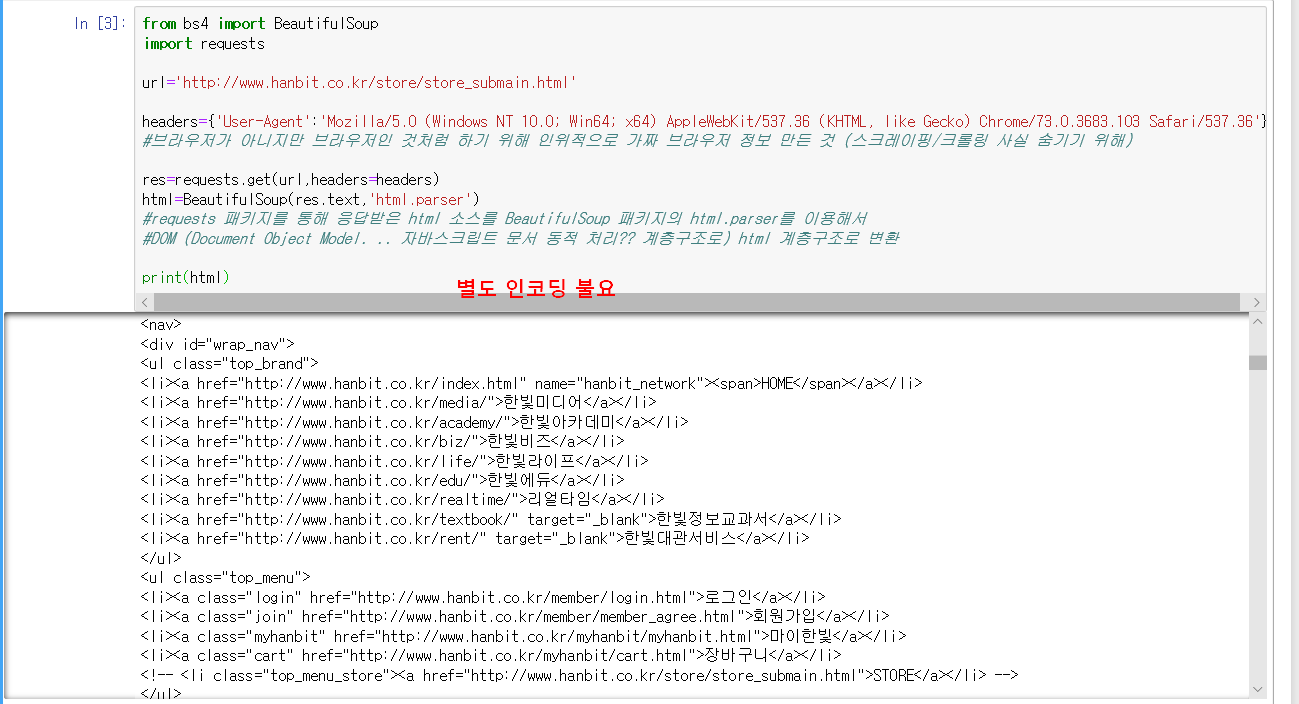 In [3]:
from bs4 import BeautifulSoup
import requests
url='http://www.hanbit.co.kr/store/store_submain.html'
headers={'User-Agent':'Mozilla/5.0 (Windows NT 10.0; Win64; x64) AppleWebKit/537.36 (KHTML, like Gecko) Chrome/73.0.3683.103 Safari/537.36'}
#브라우저가 아니지만 브라우저인 것처럼 하기 위해 인위적으로 가짜 브라우저 정보 만든 것 (스크레이핑/크롤링 사실 숨기기 위해)
res=requests.get(url,headers=headers)
html=BeautifulSoup(res.text,'html.parser')
#requests 패키지를 통해 응답받은 html 소스를 BeautifulSoup 패키지의 html.parser를 이용해서
#DOM (Document Object Model. .. 자바스크립트 문서 동적 처리?? 계층구조로) html 계층구조로 변환
print(html)
별도 인코딩 불요
<nav>
<div id="wrap_nav">
<ul class="top_brand">
<li><a href="http://www.hanbit.co.kr/index.html" name="hanbit_network"><span>HOME</span></a></li>
<li><a href="http://www.hanbit.co.kr/media/">한빛미디어</a></li>
<li><a href="http://www.hanbit.co.kr/academy/">한빛아카데미</a></li>
<li><a href="http://www.hanbit.co.kr/biz/">한빛비즈</a></li>
<li><a href="http://www.hanbit.co.kr/life/">한빛라이프</a></li>
<li><a href="http://www.hanbit.co.kr/edu/">한빛에듀</a></li>
<li><a href="http://www.hanbit.co.kr/realtime/">리얼타임</a></li>
<li><a href="http://www.hanbit.co.kr/textbook/" target="_blank">한빛정보교과서</a></li>
<li><a href="http://www.hanbit.co.kr/rent/" target="_blank">한빛대관서비스</a></li>
</ul>
<ul class="top_menu">
<li><a class="login" href="http://www.hanbit.co.kr/member/login.html">로그인</a></li>
<li><a class="join" href="http://www.hanbit.co.kr/member/member_agree.html">회원가입</a></li>
<li><a class="myhanbit" href="http://www.hanbit.co.kr/myhanbit/myhanbit.html">마이한빛</a></li>
<li><a class="cart" href="http://www.hanbit.co.kr/myhanbit/cart.html">장바구니</a></li>
<!-- <li class="top_menu_store"><a href="http://www.hanbit.co.kr/store/store_submain.html">STORE</a></li> -->
</ul>